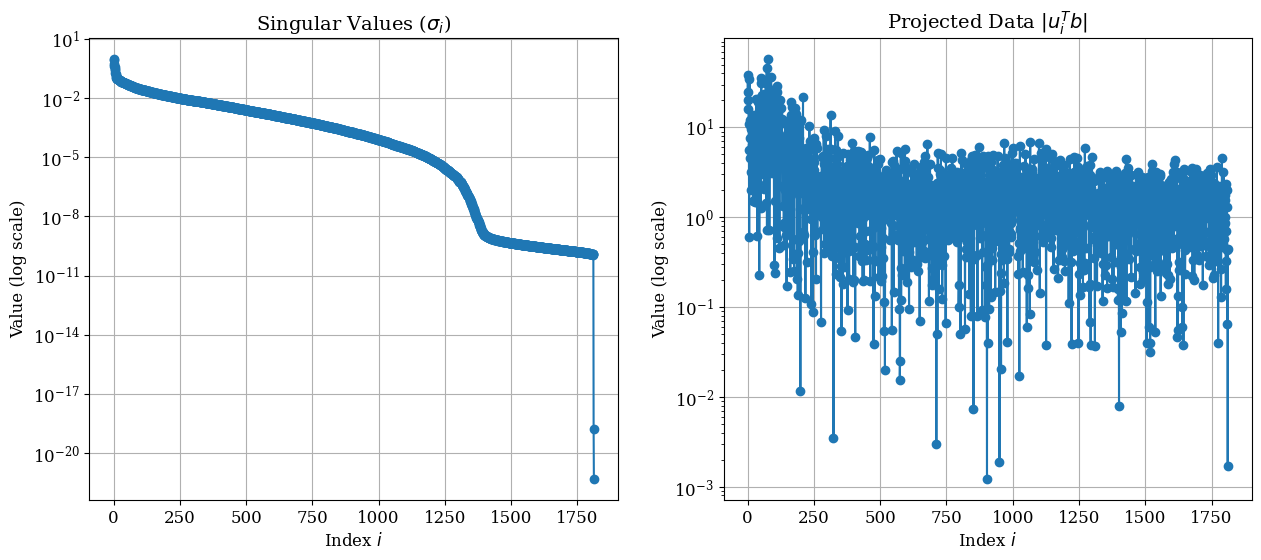 Singular Values (σᵢ)
Value (log scale)
10¹
10⁻²
10⁻⁵
10⁻⁸
10⁻¹¹
10⁻¹⁴
10⁻¹⁷
10⁻²⁰
0 250 500 750 1000 1250 1500 1750
Index i
Projected Data |uᵢᵀb|
Value (log scale)
10¹
10⁰
10⁻¹
10⁻²
10⁻³
0 250 500 750 1000 1250 1500 1750
Index i